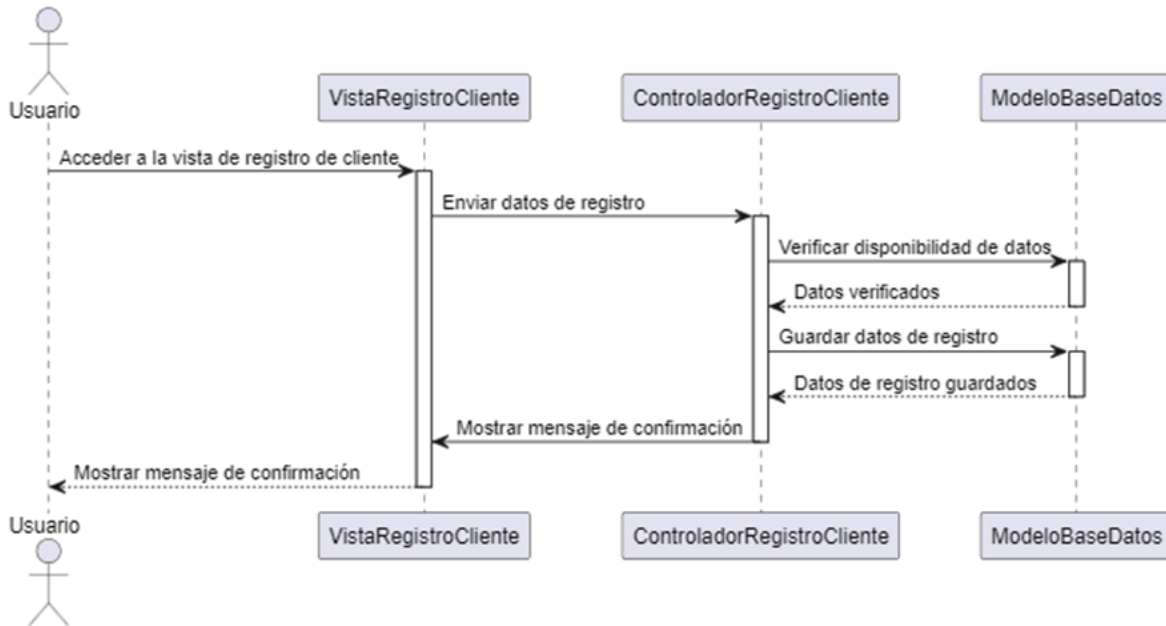 Usuario
VistaRegistroCliente
ControladorRegistroCliente
ModeloBaseDatos
Acceder a la vista de registro de cliente
Enviar datos de registro
Verificar disponibilidad de datos
Datos verificados
Guardar datos de registro
Datos de registro guardados
Mostrar mensaje de confirmación
Mostrar mensaje de confirmación
Usuario
VistaRegistroCliente
ControladorRegistroCliente
ModeloBaseDatos